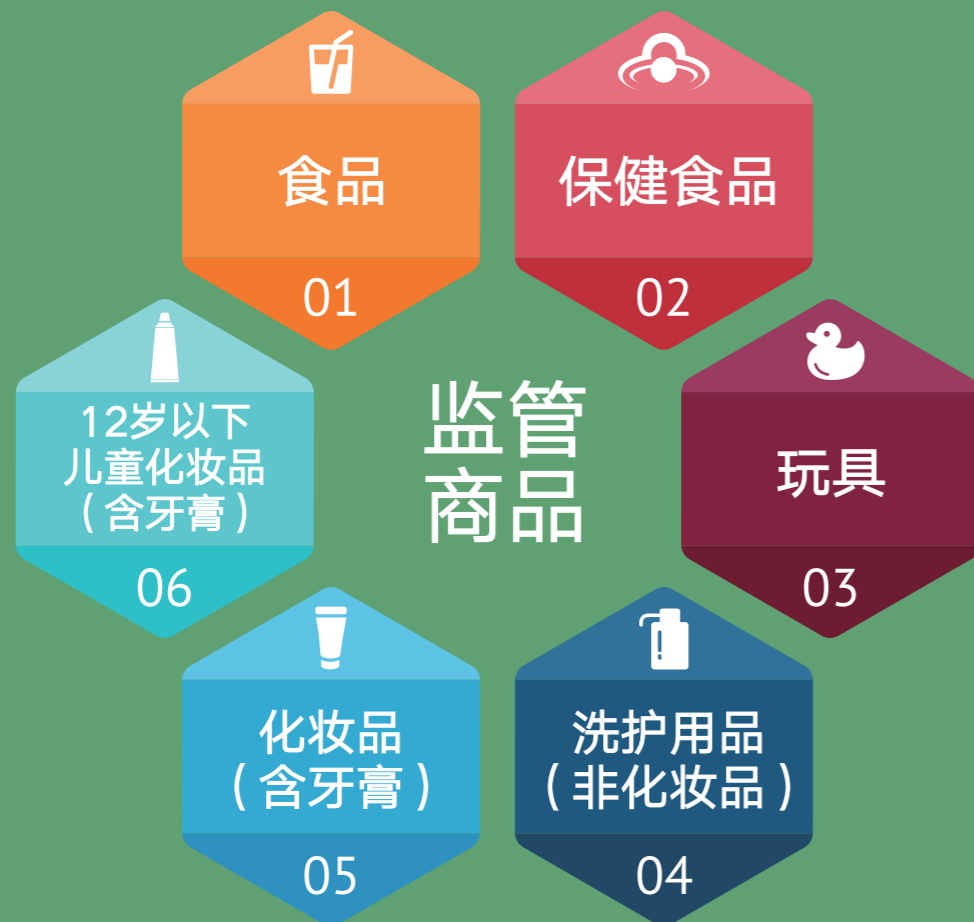 食品
01
保健食品
02
监管
商品
玩具
03
洗护用品
(非化妆品)
04
化妆品
(含牙膏)
05
12岁以下
儿童化妆品
(含牙膏)
06